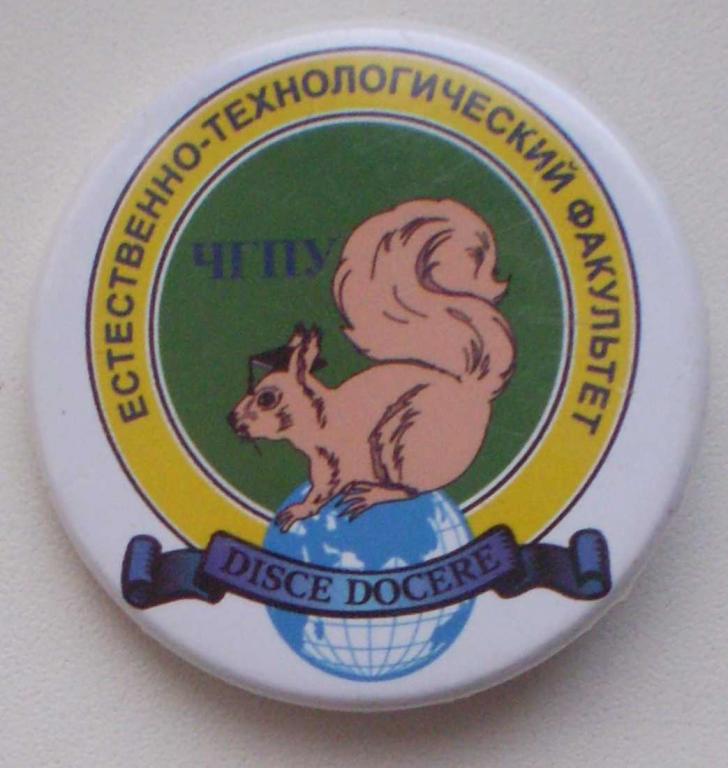 ЕСТЕСТВЕННО-ТЕХНОЛОГИЧЕСКИЙ ФАКУЛЬТЕТ
ЧГПУ
DISCE DOCERE